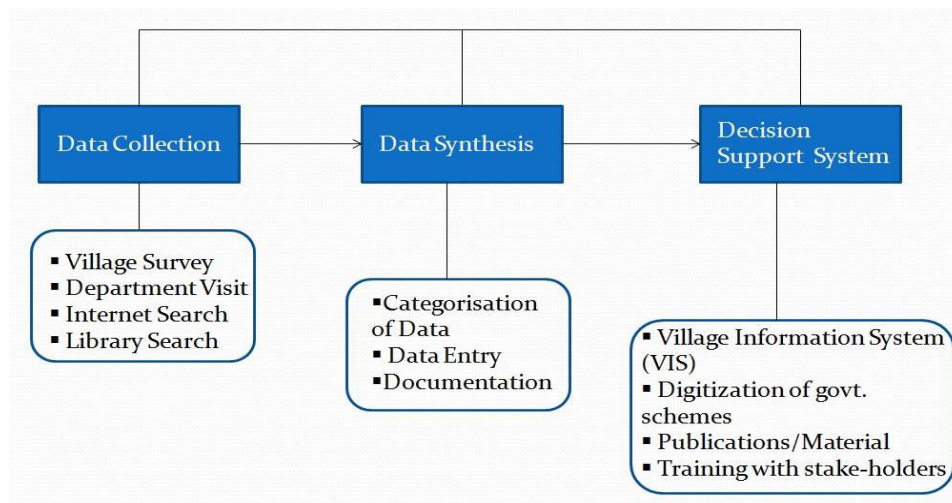 Data Collection
Data Synthesis
Decision
Support System
▪ Village Survey
▪ Department Visit
▪ Internet Search
▪ Library Search
▪Categorisation
of Data
▪ Data Entry
▪Documentation
▪ Village Information System
(VIS)
▪ Digitization of govt.
schemes
▪ Publications/Material
▪ Training with stake-holders